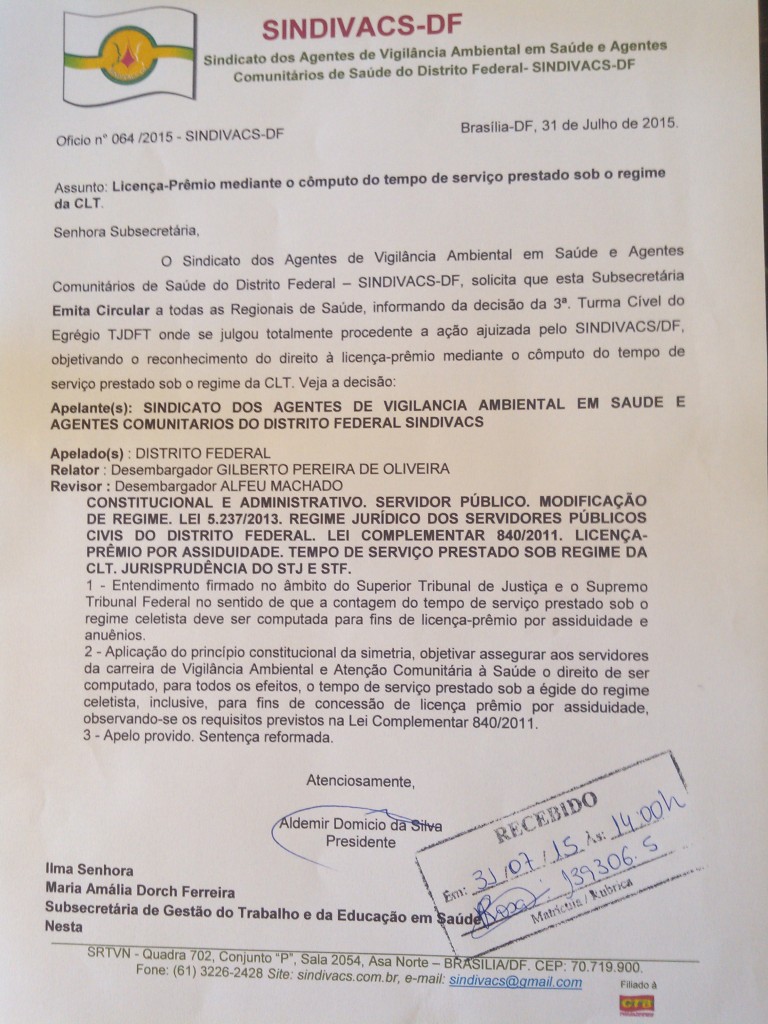 SINDIVACS-DF
Sindicato dos Agentes de Vigilância Ambiental em Saúde e Agentes
Comunitários de Saúde do Distrito Federal- SINDIVACS-DF
Oficio n° 064 /2015 - SINDIVACS-DF
Brasília-DF, 31 de Julho de 2015.
Assunto: Licença-Prêmio mediante o cômputo do tempo de serviço prestado sob o regime
da CLT.
Senhora Subsecretária,
O Sindicato dos Agentes de Vigilância Ambiental em Saúde e Agentes
Comunitários de Saúde do Distrito Federal – SINDIVACS-DF, solicita que esta Subsecretária
Emita Circular a todas as Regionais de Saúde, informando da decisão da 3ª. Turma Cível do
Egrégio TJDFT onde se julgou totalmente procedente a ação ajuizada pelo SINDIVACS/DF,
objetivando o reconhecimento do direito à licença-prêmio mediante o cômputo do tempo de
serviço prestado sob o regime da CLT. Veja a decisão:
Apelante(s): SINDICATO DOS AGENTES DE VIGILANCIA AMBIENTAL EM SAUDE E
AGENTES COMUNITARIOS DO DISTRITO FEDERAL SINDIVACS
Apelado(s) : DISTRITO FEDERAL
Relator : Desembargador GILBERTO PEREIRA DE OLIVEIRA
Revisor : Desembargador ALFEU MACHADO
CONSTITUCIONAL E ADMINISTRATIVO. SERVIDOR PÚBLICO. MODIFICAÇÃO
DE REGIME. LEI 5.237/2013. REGIME JURÍDICO DOS SERVIDORES PÚBLICOS
CIVIS DO DISTRITO FEDERAL. LEI COMPLEMENTAR 840/2011. LICENÇA-
PRÊMIO POR ASSIDUIDADE. TEMPO DE SERVIÇO PRESTADO SOB REGIME DA
CLT. JURISPRUDÊNCIA DO STJ E STF.
1 - Entendimento firmado no âmbito do Superior Tribunal de Justiça e o Supremo
Tribunal Federal no sentido de que a contagem do tempo de serviço prestado sob o
regime celetista deve ser computada para fins de licença-prêmio por assiduidade e
anuênios.
2 - Aplicação do princípio constitucional da simetria, objetivar assegurar aos servidores
da carreira de Vigilância Ambiental e Atenção Comunitária à Saúde o direito de ser
computado, para todos os efeitos, o tempo de serviço prestado sob a égide do regime
celetista, inclusive, para fins de concessão de licença prêmio por assiduidade,
observando-se os requisitos previstos na Lei Complementar 840/2011.
3 - Apelo provido. Sentença reformada.
Atenciosamente,
Aldemir Domicio da Silva
Presidente
RECEBIDO
Em: 31/07/15 Às: 14:00h
139306.5
Matrícula / Rubrica
Ilma Senhora
Maria Amália Dorch Ferreira
Subsecretária de Gestão do Trabalho e da Educação em Saúde
Nesta
SRTVN - Quadra 702, Conjunto "P", Sala 2054, Asa Norte – BRASILIA/DF. CEP: 70.719.900.
Fone: (61) 3226-2428 Site: sindivacs.com.br, e-mail: sindivacs@gmail.com
Filiado à
CTB